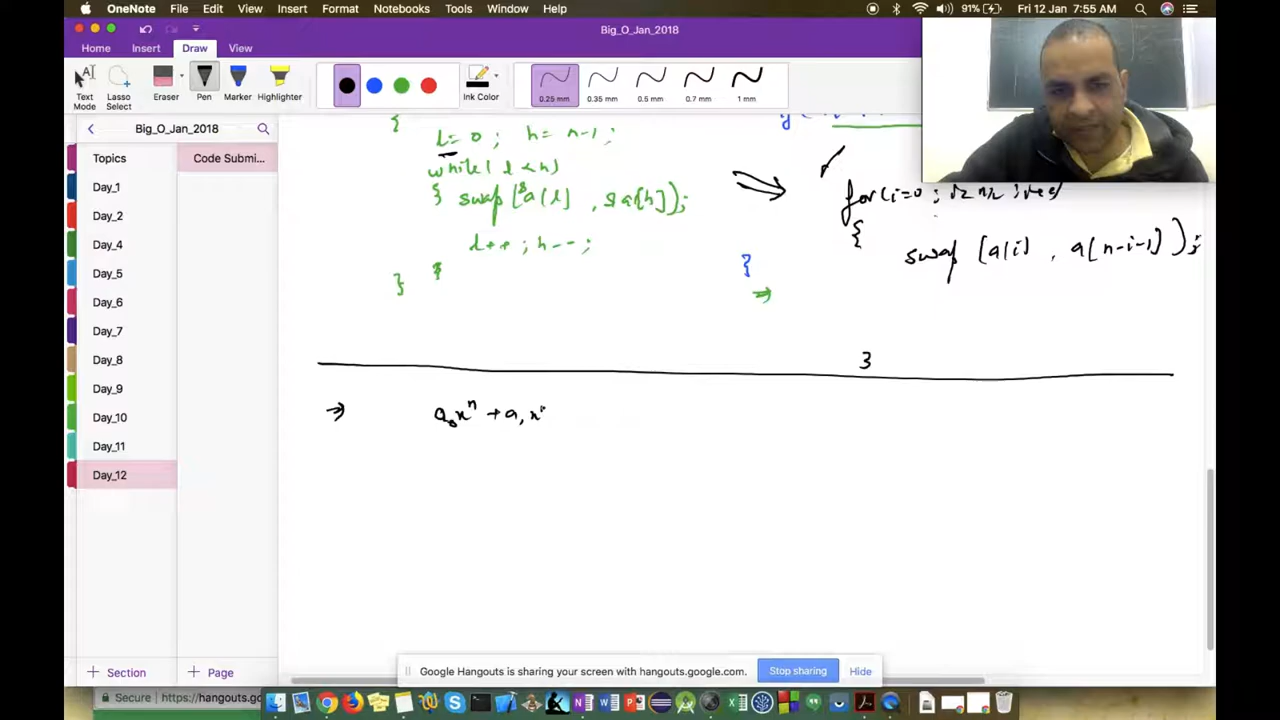 OneNote File Edit View Insert Format Notebooks Tools Window Help 91% Fri 12 Jan 7:55 AM
Big_O_Jan_2018
Home Insert Draw View
Text Mode Lasso Select Eraser Pen Marker Highlighter Ink Color 0.25 mm 0.35 mm 0.5 mm 0.7 mm 1 mm
Big_O_Jan_2018
Topics
Day_1
Day_2
Day_4
Day_5
Day_6
Day_7
Day_8
Day_9
Day_10
Day_11
Day_12
Code Submi...
{
l = 0 ; h = n-1 ;
while( l < h )
{ swap [ &a[l] , &a[h] );
l++ ; h-- ;
}
}
for( i=0 ;
{
swap [ a[i] , a[n-i-1] );
}
3
⇒ a₀xⁿ + a₁x
+ Section + Page
Google Hangouts is sharing your screen with hangouts.google.com. Stop sharing Hide
Secure https://hangouts.go